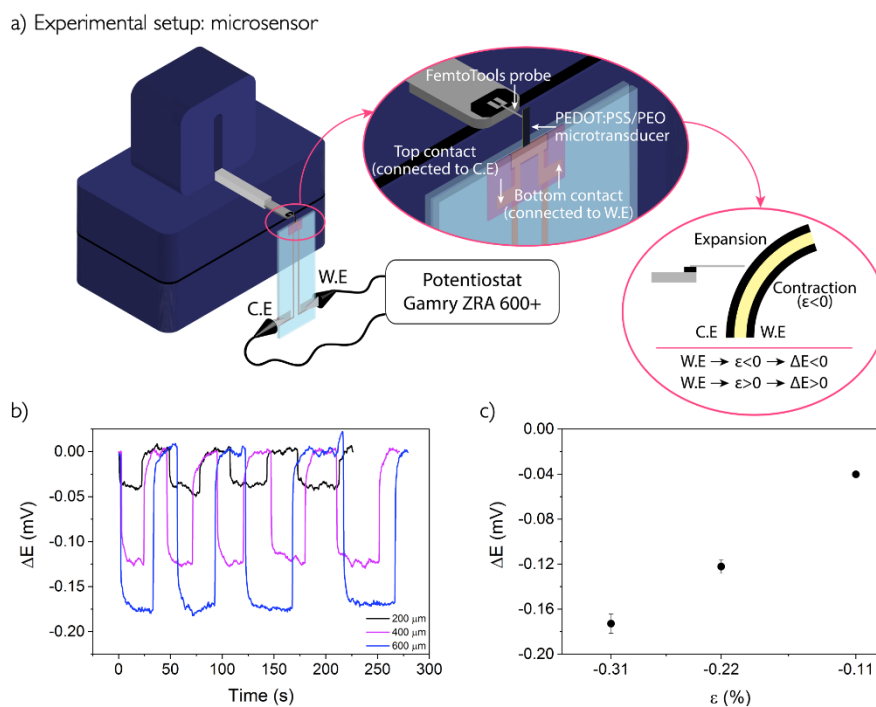 a) Experimental setup: microsensor
FemtoTools probe
PEDOT:PSS/PEO
microtransducer
Top contact
(connected to C.E)
Bottom contact
(connected to W.E)
W.E
C.E
Potentiostat
Gamry ZRA 600+
Expansion
Contraction
(ε<0)
C.E
W.E
W.E → ε<0 → ΔE<0
W.E → ε>0 → ΔE>0
b)
0.00
-0.05
-0.10
-0.15
-0.20
ΔE (mV)
200 μm
400 μm
600 μm
0 50 100 150 200 250 300
Time (s)
c)
0.00
-0.04
-0.08
-0.12
-0.16
-0.20
ΔE (mV)
-0.31 -0.22 -0.11
ε (%)